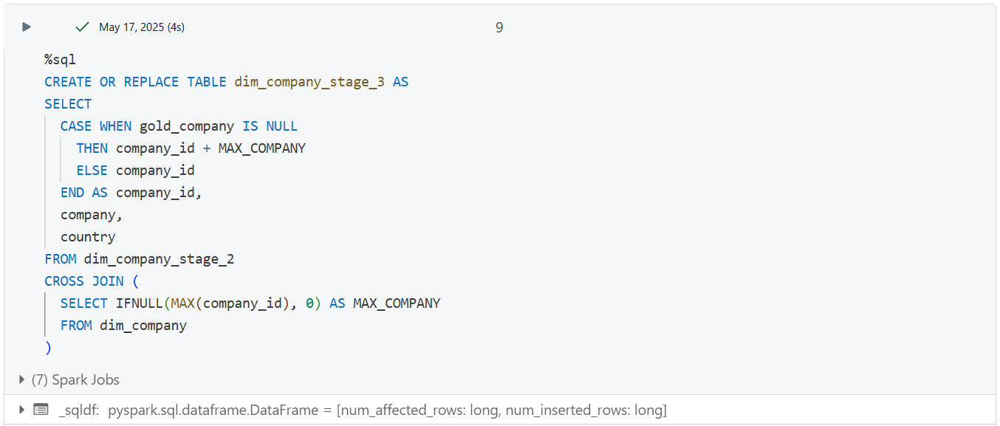 May 17, 2025 (4s)
9
%sql
CREATE OR REPLACE TABLE dim_company_stage_3 AS
SELECT
CASE WHEN gold_company IS NULL
THEN company_id + MAX_COMPANY
ELSE company_id
END AS company_id,
company,
country
FROM dim_company_stage_2
CROSS JOIN (
SELECT IFNULL(MAX(company_id), 0) AS MAX_COMPANY
FROM dim_company
)
(7) Spark Jobs
_sqldf: pyspark.sql.dataframe.DataFrame = [num_affected_rows: long, num_inserted_rows: long]